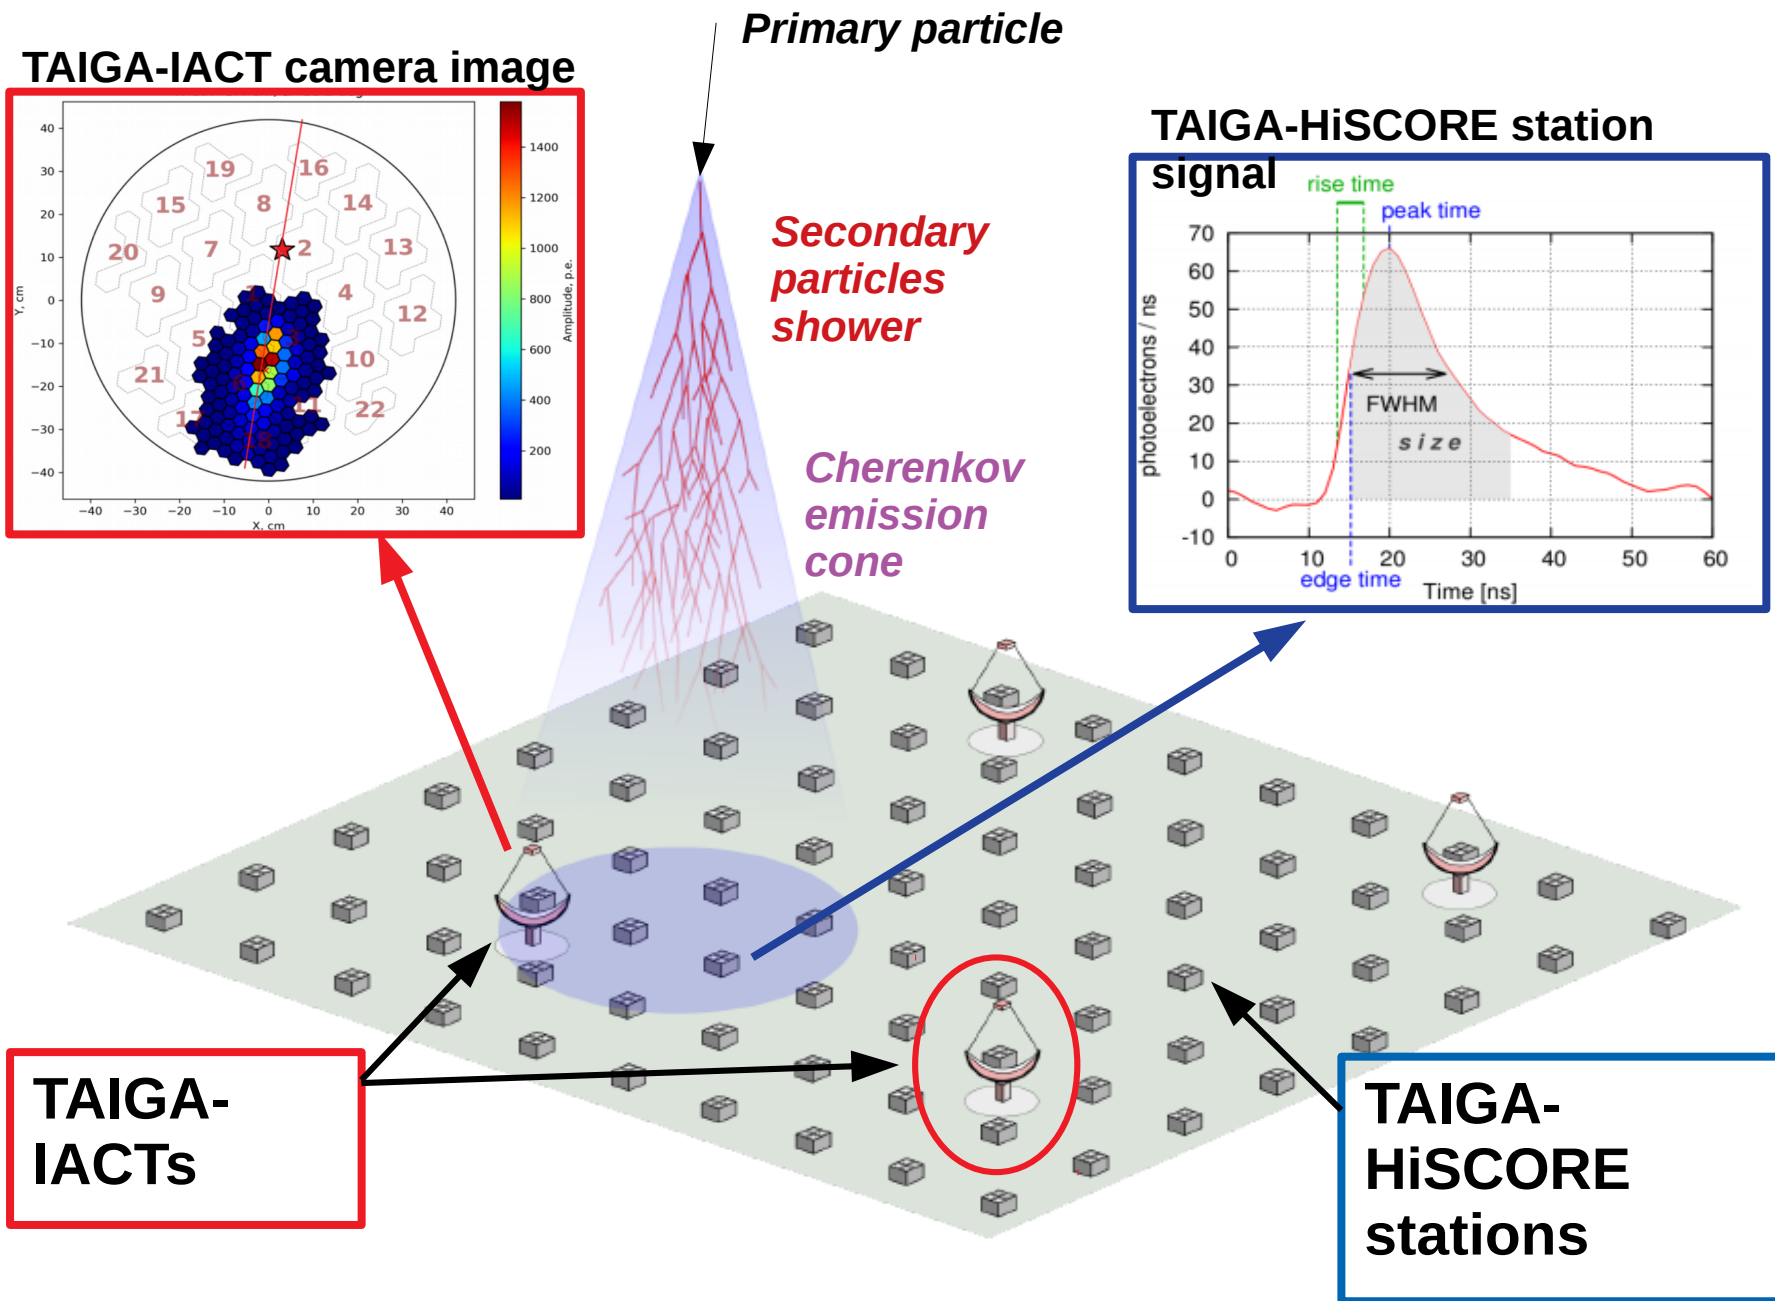 Primary particle
TAIGA-IACT camera image
40
30
20
10
0
−10
−20
−30
−40
Y, cm
−40
−30
−20
−10
0
10
20
30
40
X, cm
19
16
15
8
14
20
7
2
13
9
4
12
5
10
21
11
22
17
1400
1200
1000
800
600
400
200
Amplitude, p.e.
Secondary
particles
shower
Cherenkov
emission
cone
TAIGA-HiSCORE station
signal
rise time
peak time
70
60
50
40
30
20
10
0
-10
photoelectrons / ns
FWHM
size
0
10
20
30
40
50
60
edge time
Time [ns]
TAIGA-
IACTs
TAIGA-
HiSCORE
stations